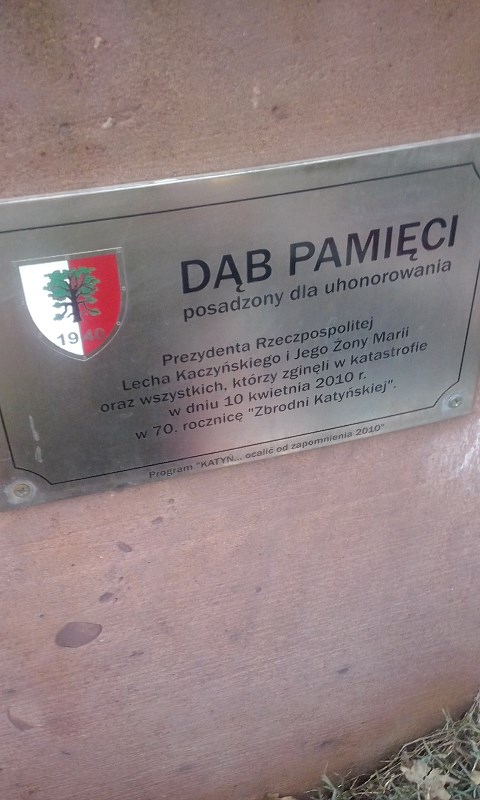 DĄB PAMIĘCI
posadzony dla uhonorowania
Prezydenta Rzeczpospolitej
Lecha Kaczyńskiego i Jego Żony Marii
oraz wszystkich, którzy zginęli w katastrofie
w dniu 10 kwietnia 2010 r.
w 70. rocznicę "Zbrodni Katyńskiej".
Program "KATYŃ... ocalić od zapomnienia 2010"
1940